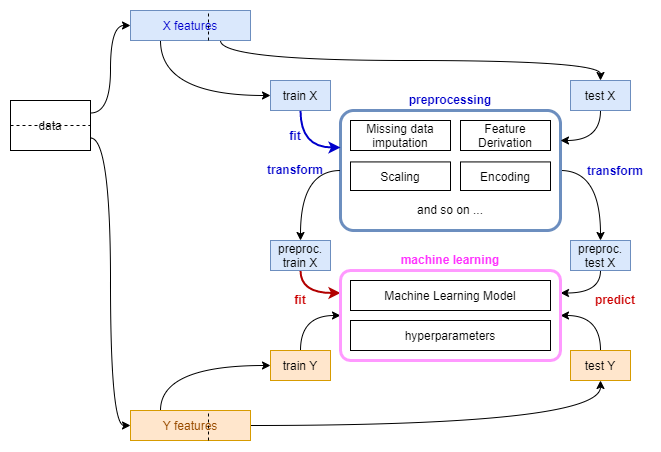 X features
train X
test X
preprocessing
data
fit
Missing data
imputation
Feature
Derivation
transform
Scaling
Encoding
transform
and so on ...
preproc.
train X
preproc.
test X
machine learning
fit
Machine Learning Model
predict
hyperparameters
train Y
test Y
Y features